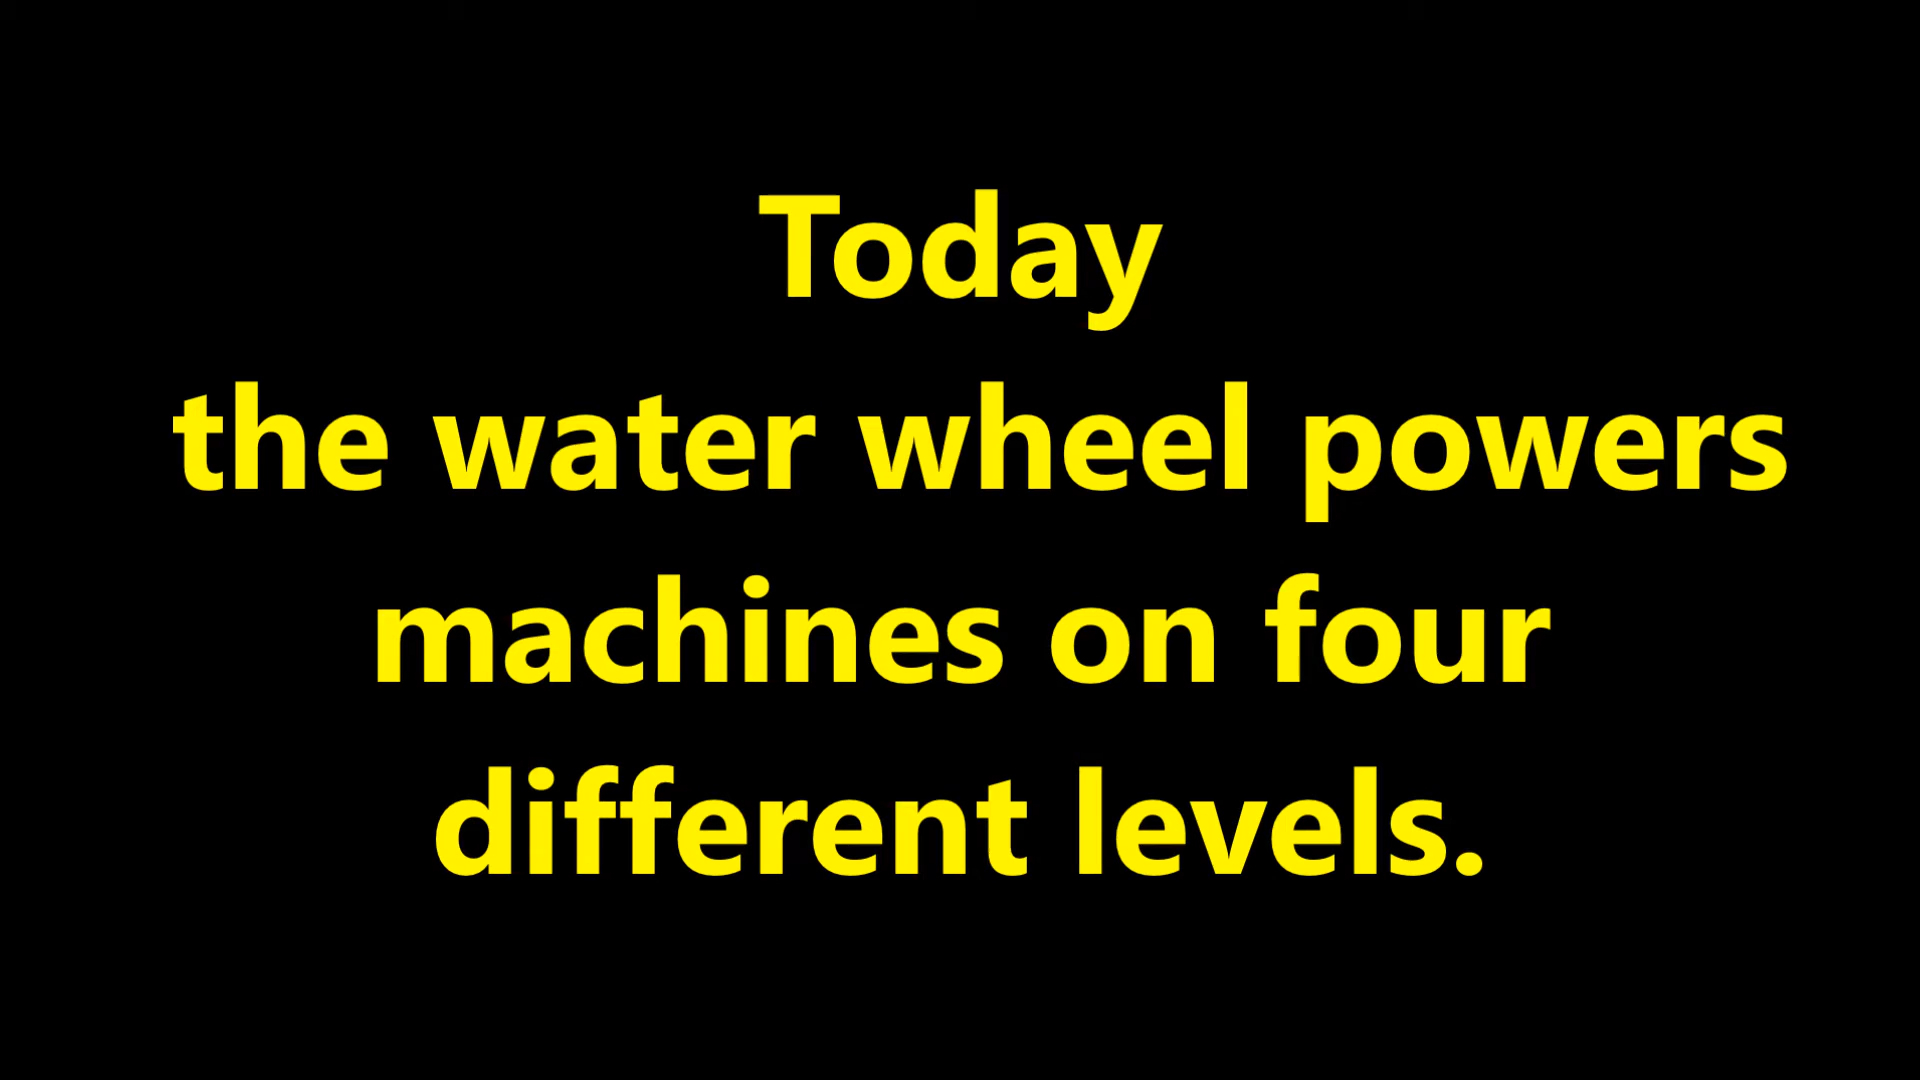 Today
the water wheel powers
machines on four
different levels.